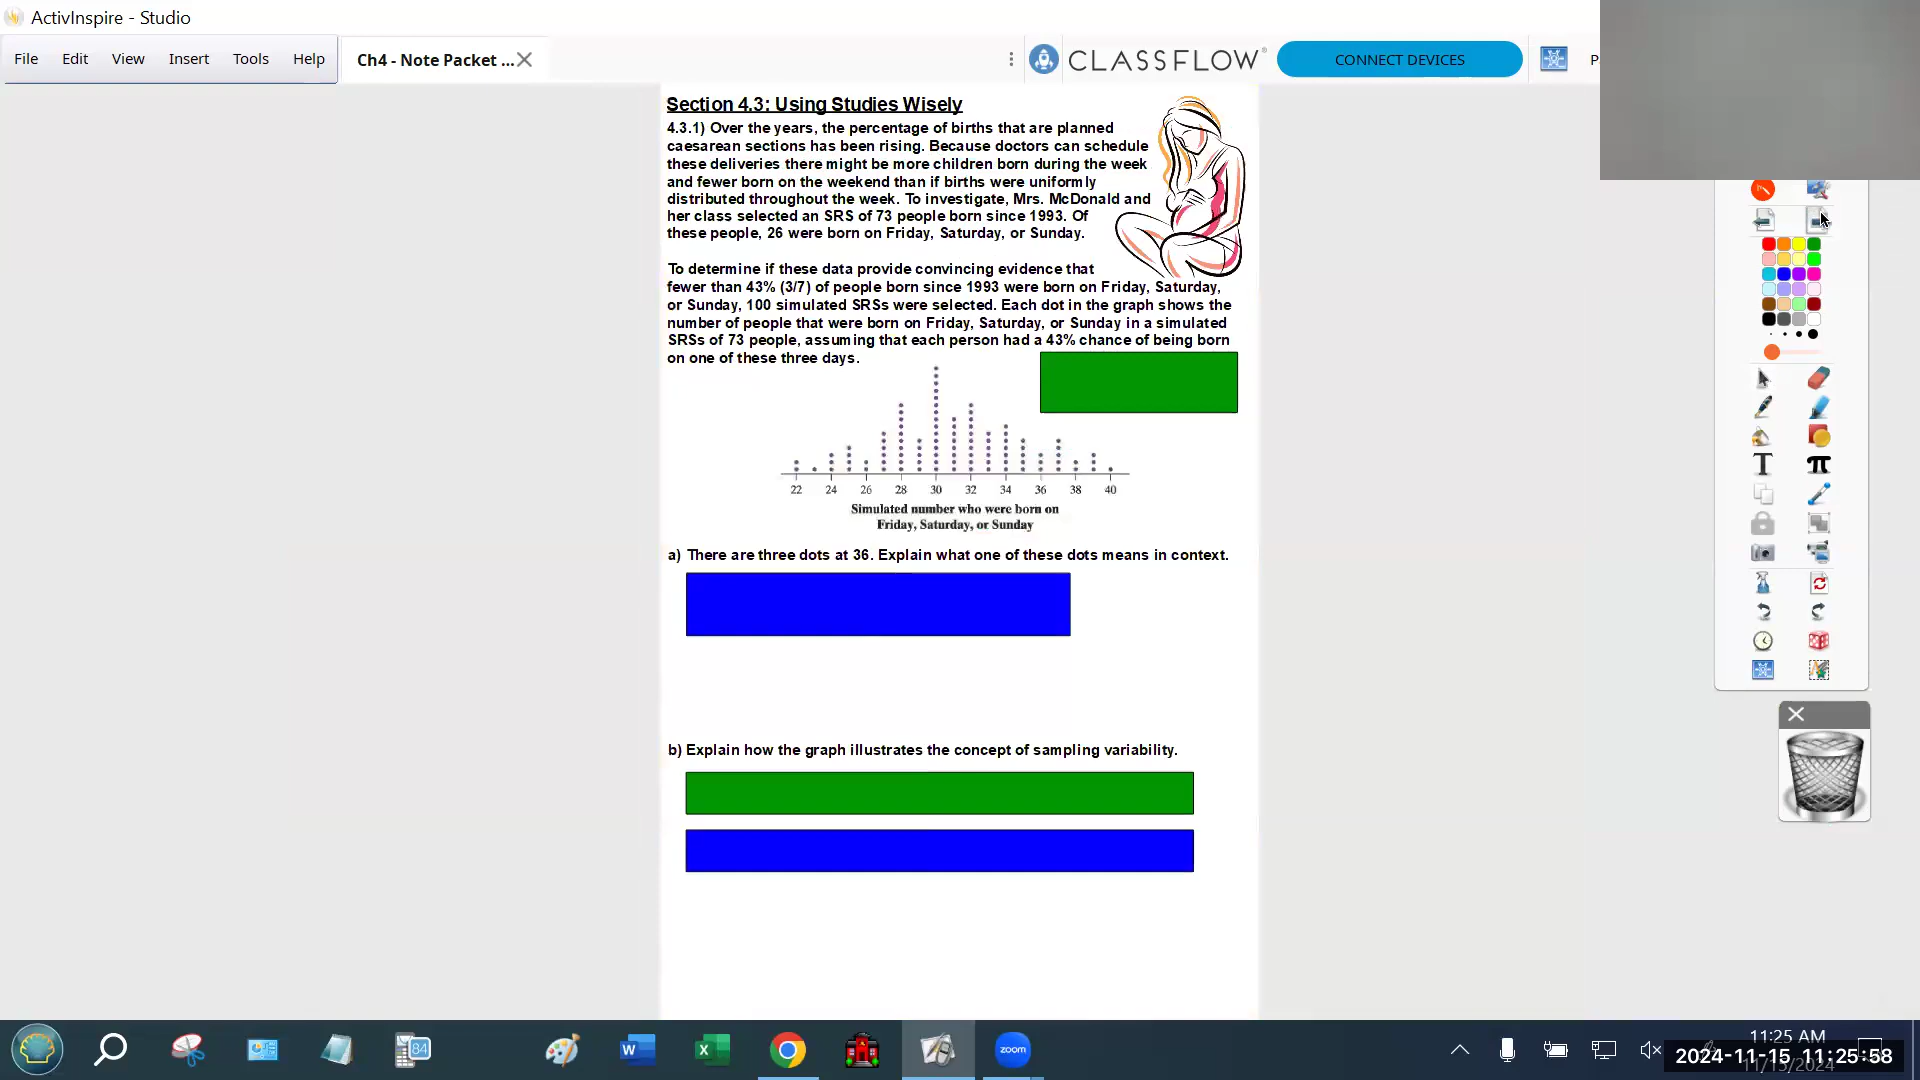 ActivInspire - Studio
File Edit View Insert Tools Help
Ch4 - Note Packet ...
CLASSFLOW
CONNECT DEVICES
Section 4.3: Using Studies Wisely
4.3.1) Over the years, the percentage of births that are planned
caesarean sections has been rising. Because doctors can schedule
these deliveries there might be more children born during the week
and fewer born on the weekend than if births were uniformly
distributed throughout the week. To investigate, Mrs. McDonald and
her class selected an SRS of 73 people born since 1993. Of
these people, 26 were born on Friday, Saturday, or Sunday.
To determine if these data provide convincing evidence that
fewer than 43% (3/7) of people born since 1993 were born on Friday, Saturday,
or Sunday, 100 simulated SRSs were selected. Each dot in the graph shows the
number of people that were born on Friday, Saturday, or Sunday in a simulated
SRSs of 73 people, assuming that each person had a 43% chance of being born
on one of these three days.
22 24 26 28 30 32 34 36 38 40
Simulated number who were born on
Friday, Saturday, or Sunday
a) There are three dots at 36. Explain what one of these dots means in context.
b) Explain how the graph illustrates the concept of sampling variability.
T π
84
W
X
zoom
11:25 AM
2024-11-15 11:25:58
11/15/2024